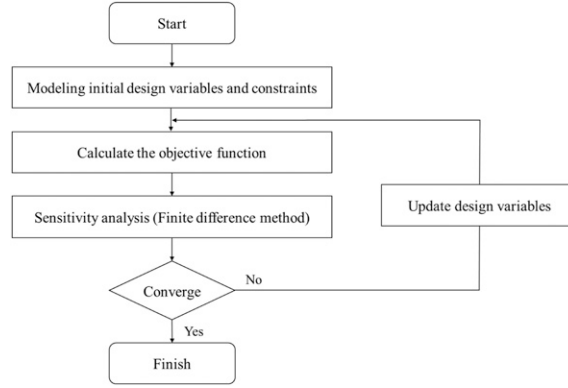 Start
Modeling initial design variables and constraints
Calculate the objective function
Sensitivity analysis (Finite difference method)
Update design variables
Converge
No
Yes
Finish